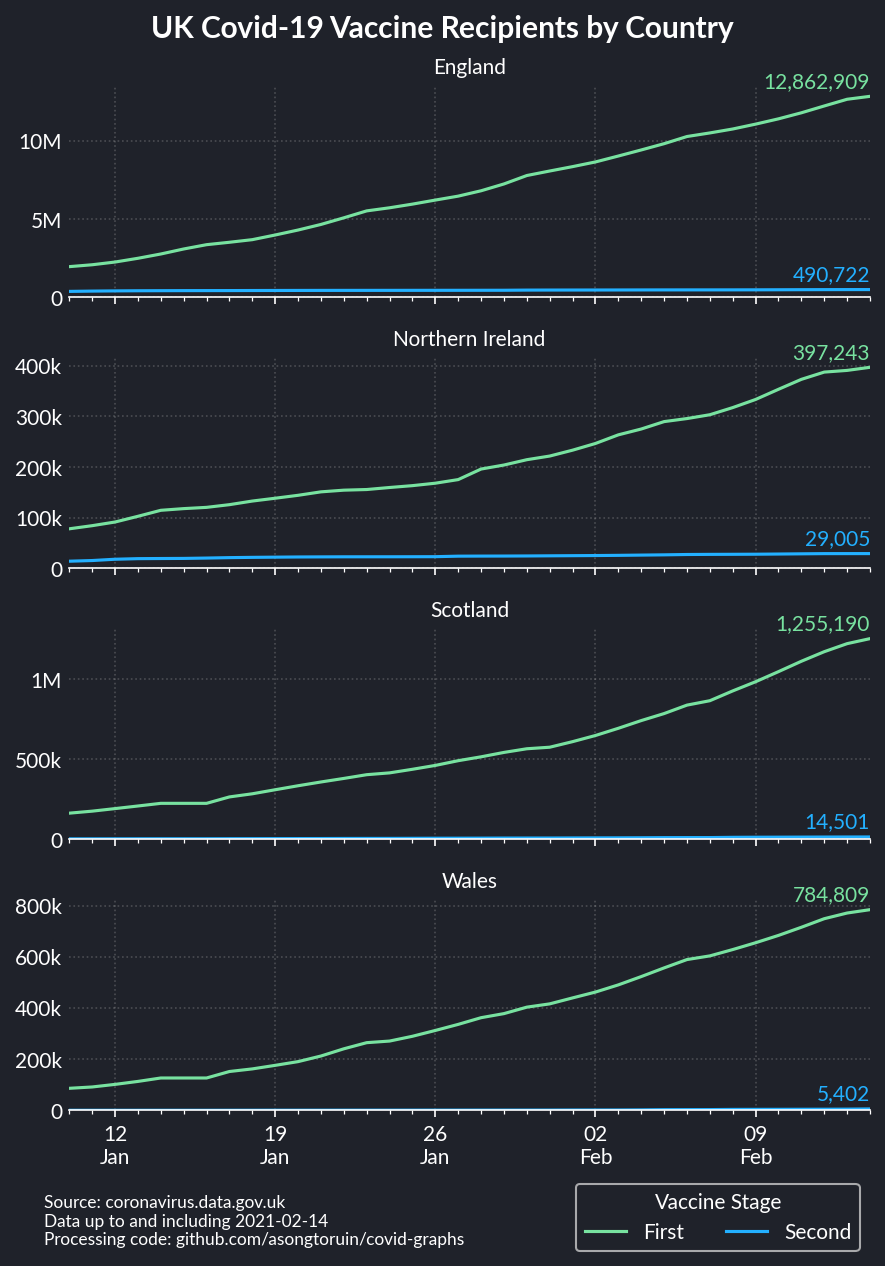 UK Covid-19 Vaccine Recipients by Country
England
12,862,909
10M
5M
490,722
0
Northern Ireland
397,243
400k
300k
200k
100k
29,005
0
Scotland
1,255,190
1M
500k
14,501
0
Wales
784,809
800k
600k
400k
200k
5,402
0
12 19 26 02 09
Jan Jan Jan Feb Feb
Source: coronavirus.data.gov.uk
Data up to and including 2021-02-14
Processing code: github.com/asongtoruin/covid-graphs
Vaccine Stage
First Second